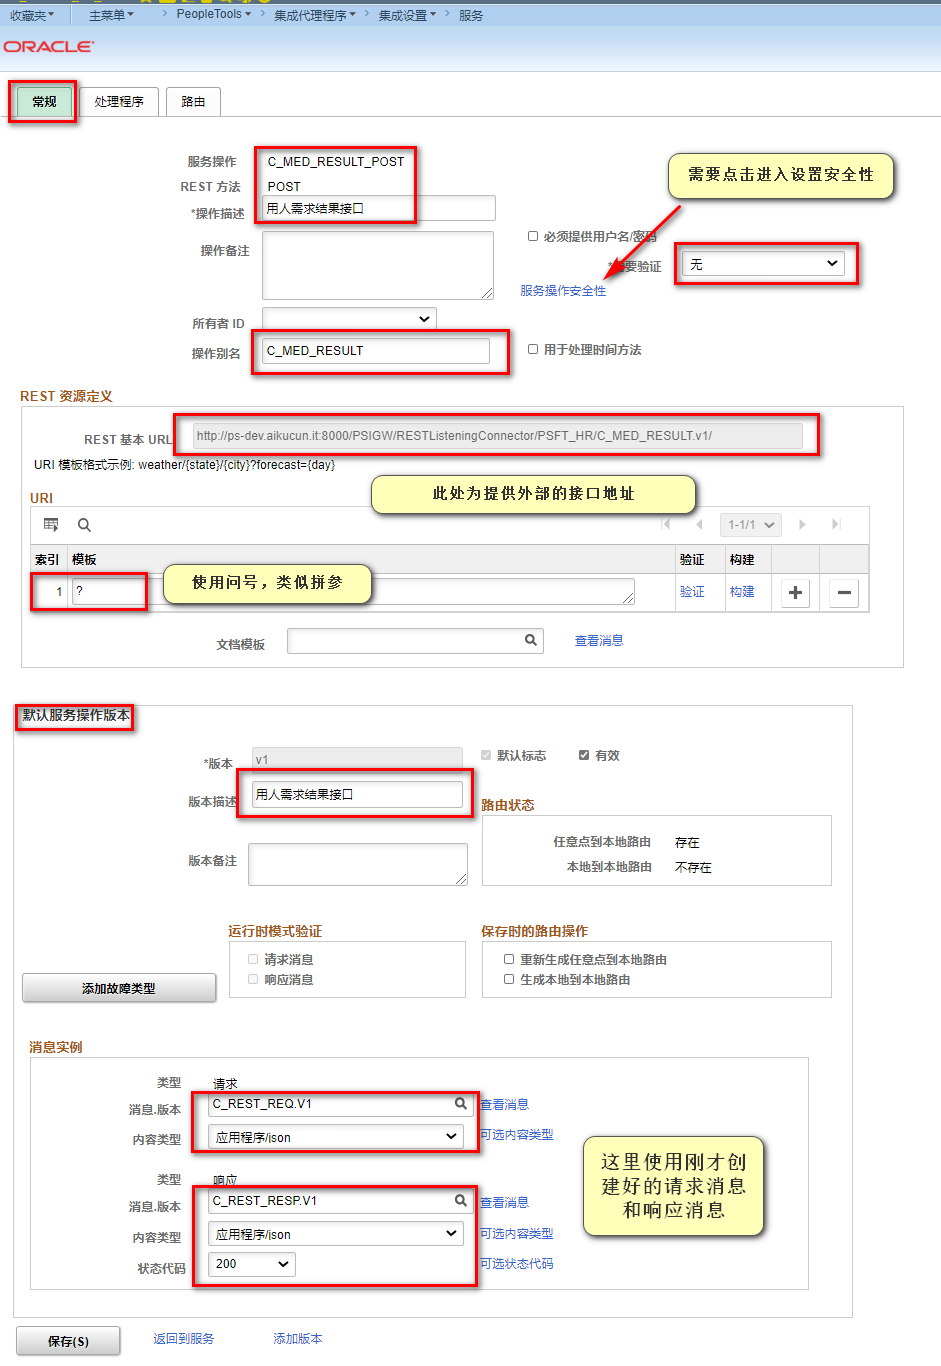 收藏夹 主菜单 PeopleTools 集成代理程序 集成设置 服务
ORACLE
常规 处理程序 路由
服务操作 C_MED_RESULT_POST
需要点击进入设置安全性
REST 方法 POST
*操作描述 用人需求结果接口
操作备注 必须提供用户名/密码
要验证 无
服务操作安全性
所有者 ID
操作别名 C_MED_RESULT 用于处理时间方法
REST 资源定义
REST 基本 URL http://ps-dev.aikucun.it:8000/PSIGW/RESTListeningConnector/PSFT_HR/C_MED_RESULT.v1/
URI 模板格式示例: weather/{state}/{city}?forecast={day}
此处为提供外部的接口地址
URI
1-1/1
索引 模板 验证 构建
1 ? 使用问号，类似拼参 验证 构建
文档模板 查看消息
默认服务操作版本
*版本 v1 默认标志 有效
版本描述 用人需求结果接口
路由状态
任意点到本地路由 存在
版本备注
本地到本地路由 不存在
运行时模式验证 保存时的路由操作
请求消息 重新生成任意点到本地路由
响应消息 生成本地到本地路由
添加故障类型
消息实例
类型 请求
消息.版本 C_REST_REQ.V1 查看消息
内容类型 应用程序/json 可选内容类型
这里使用刚才创
建好的请求消息
和响应消息
类型 响应
消息.版本 C_REST_RESP.V1 查看消息
内容类型 应用程序/json 可选内容类型
状态代码 200 可选状态代码
保存(S) 返回到服务 添加版本